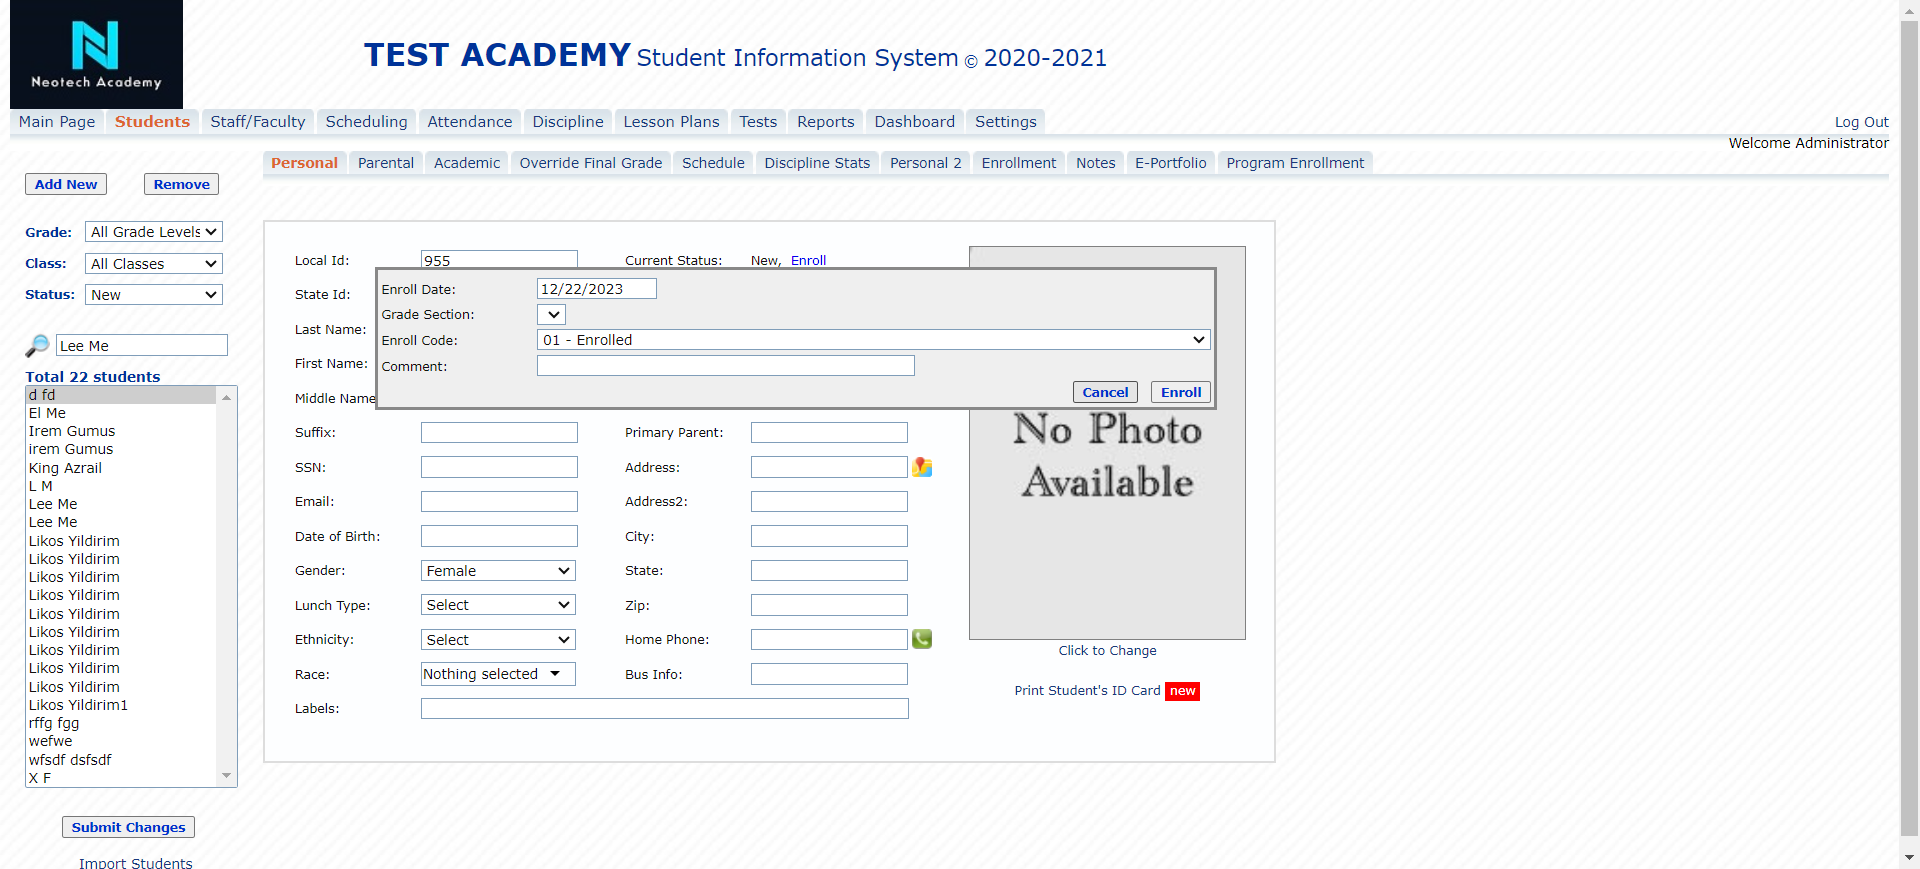 Neotech Academy
TEST ACADEMY Student Information System © 2020-2021
Main Page Students Staff/Faculty Scheduling Attendance Discipline Lesson Plans Tests Reports Dashboard Settings Log Out
Welcome Administrator
Personal Parental Academic Override Final Grade Schedule Discipline Stats Personal 2 Enrollment Notes E-Portfolio Program Enrollment
Add New Remove
Grade: All Grade Levels
Class: All Classes
Status: New
Lee Me
Total 22 students
d fd
El Me
Irem Gumus
irem Gumus
King Azrail
L M
Lee Me
Lee Me
Likos Yildirim
Likos Yildirim
Likos Yildirim
Likos Yildirim
Likos Yildirim
Likos Yildirim
Likos Yildirim
Likos Yildirim
Likos Yildirim
Likos Yildirim1
rffg fgg
wefwe
wfsdf dsfsdf
X F
Submit Changes
Import Students
Local Id: 955 Current Status: New, Enroll
State Id:
Last Name:
First Name:
Middle Name
Enroll Date: 12/22/2023
Grade Section:
Enroll Code: 01 - Enrolled
Comment:
Cancel Enroll
Suffix: Primary Parent:
SSN: Address:
Email: Address2:
Date of Birth: City:
Gender: Female State:
Lunch Type: Select Zip:
Ethnicity: Select Home Phone:
Race: Nothing selected Bus Info:
Labels:
No Photo
Available
Click to Change
Print Student's ID Card new